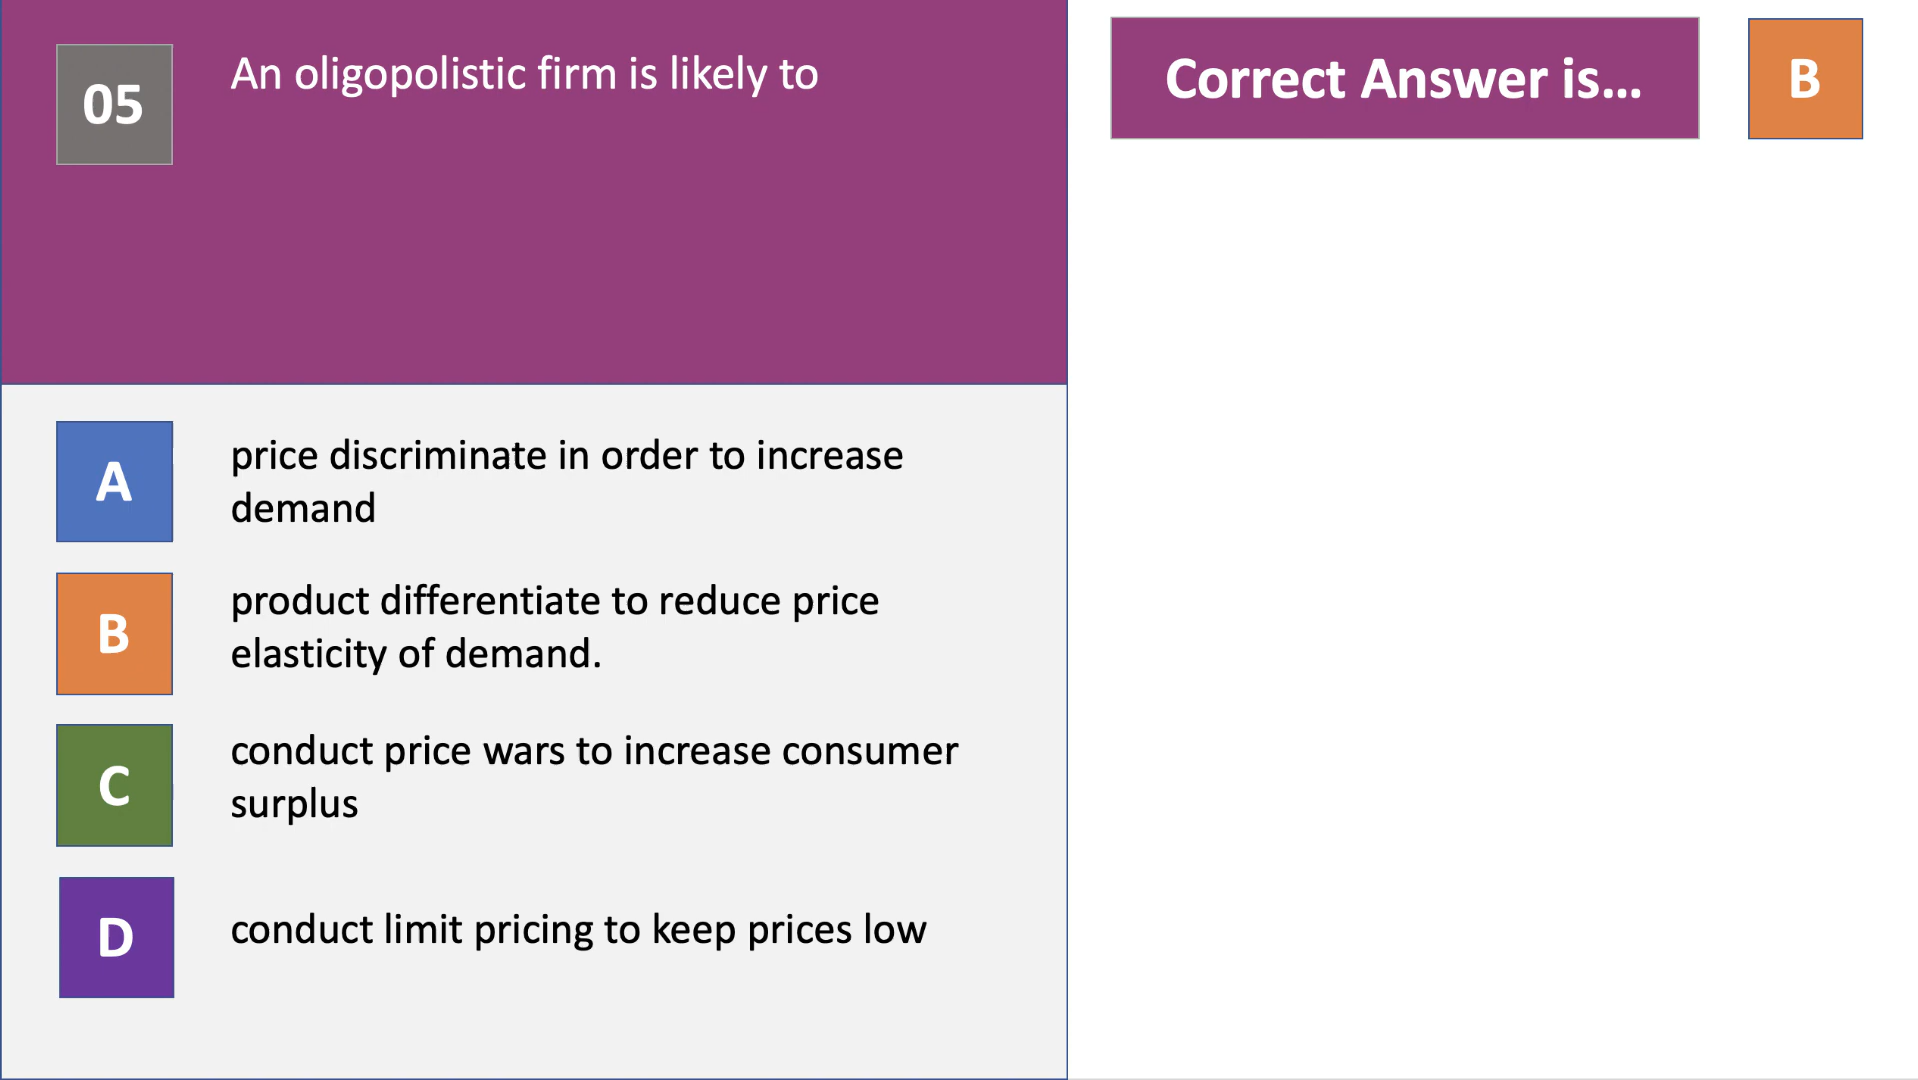 05
An oligopolistic firm is likely to
A
price discriminate in order to increase
demand
B
product differentiate to reduce price
elasticity of demand.
C
conduct price wars to increase consumer
surplus
D
conduct limit pricing to keep prices low
Correct Answer is...
B